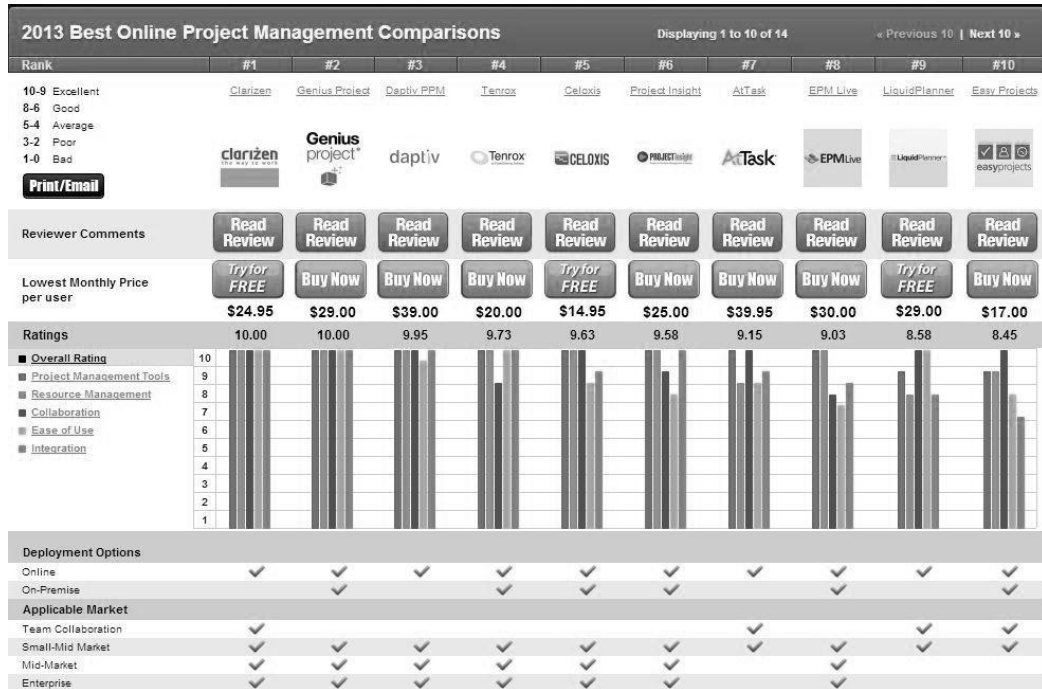 2013 Best Online Project Management Comparisons Displaying 1 to 10 of 14 « Previous 10 | Next 10 »
Rank #1 #2 #3 #4 #5 #6 #7 #8 #9 #10
10-9 Excellent Clarizen Genius Project Daptiv PPM Tenrox Celoxis Project Insight AtTask EPM Live LiquidPlanner Easy Projects
8-6 Good
5-4 Average
3-2 Poor
1-0 Bad
clarizen Genius project daptiv Tenrox CELOXIS PROJECT insight AtTask EPMLive LiquidPlanner easyprojects
the way to work
Print/Email
Reviewer Comments Read Review Read Review Read Review Read Review Read Review Read Review Read Review Read Review Read Review Read Review
Lowest Monthly Price per user Try for FREE Buy Now Buy Now Buy Now Try for FREE Buy Now Buy Now Buy Now Try for FREE Buy Now
$24.95 $29.00 $39.00 $20.00 $14.95 $25.00 $39.95 $30.00 $29.00 $17.00
Ratings 10.00 10.00 9.95 9.73 9.63 9.58 9.15 9.03 8.58 8.45
Overall Rating 10
Project Management Tools 9
Resource Management 8
Collaboration 7
Ease of Use 6
Integration 5
4
3
2
1
Deployment Options
Online
On-Premise
Applicable Market
Team Collaboration
Small-Mid Market
Mid-Market
Enterprise